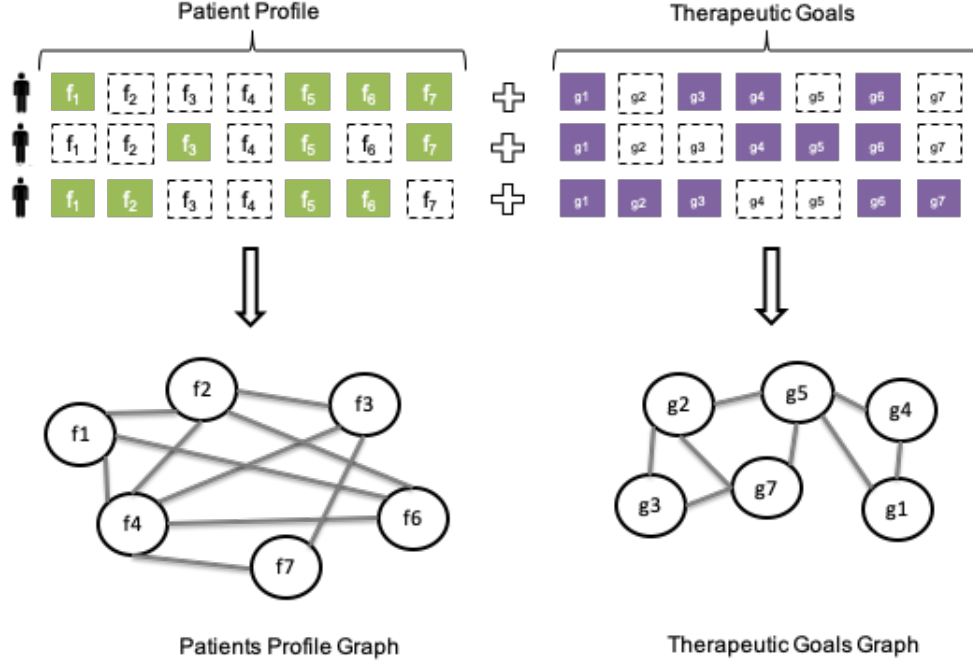 Patient Profile Therapeutic Goals
f1 f2 f3 f4 f5 f6 f7 g1 g2 g3 g4 g5 g6 g7
f1 f2 f3 f4 f5 f6 f7 g1 g2 g3 g4 g5 g6 g7
f1 f2 f3 f4 f5 f6 f7 g1 g2 g3 g4 g5 g6 g7
f2 f3 g2 g5 g4
f1
f4 f6 g3 g7 g1
f7
Patients Profile Graph Therapeutic Goals Graph